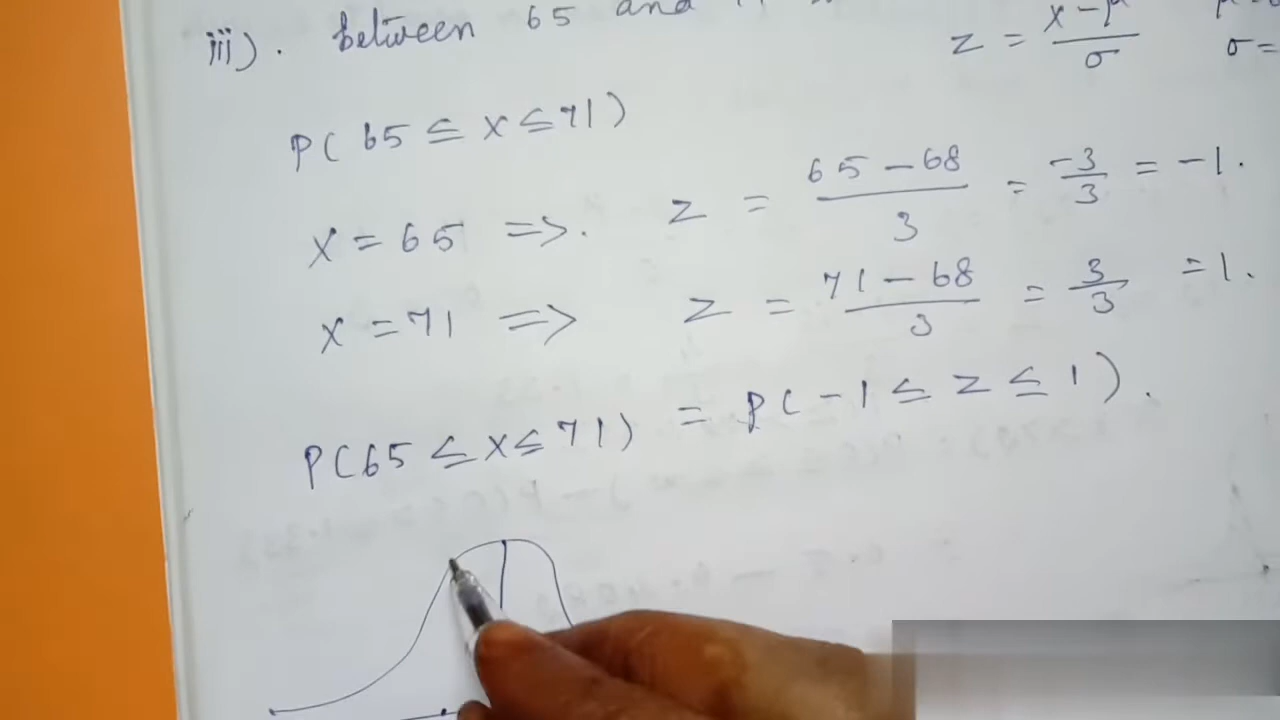 iii). between 65 and
z = x - μ / σ
σ =
P( 65 ≤ x ≤ 71)
x = 65 =>. z = 65 - 68 / 3 = -3 / 3 = -1.
x = 71 => z = 71 - 68 / 3 = 3 / 3 = 1.
P(65 ≤ x ≤ 71) = P( -1 ≤ z ≤ 1).